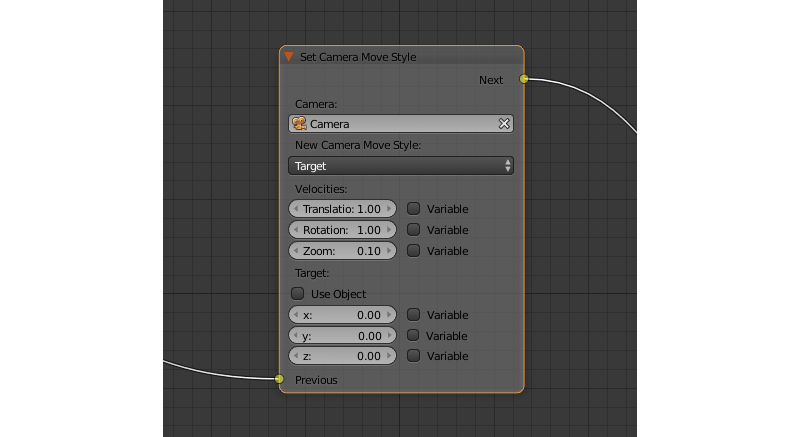 Set Camera Move Style
Next
Camera:
Camera
New Camera Move Style:
Target
Velocities:
Translatio: 1.00 Variable
Rotation: 1.00 Variable
Zoom: 0.10 Variable
Target:
Use Object
x: 0.00 Variable
y: 0.00 Variable
z: 0.00 Variable
Previous